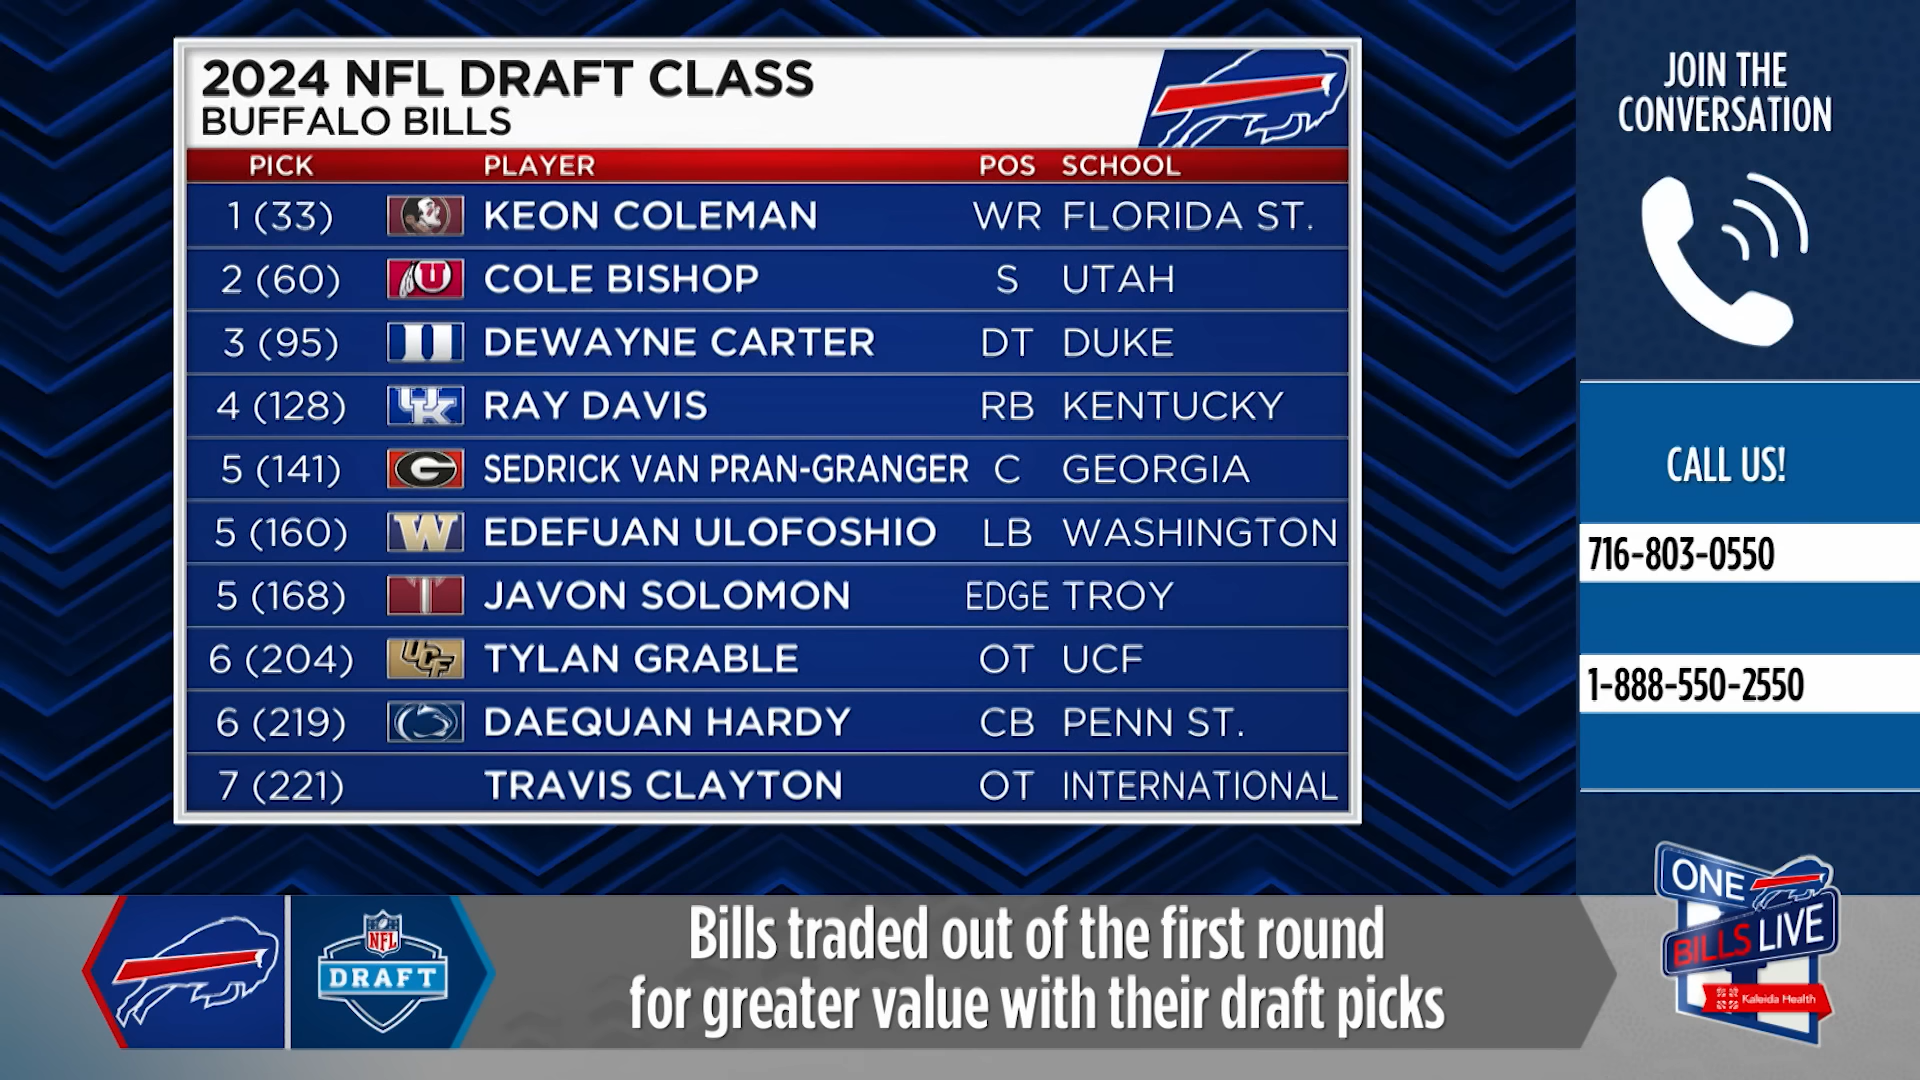 2024 NFL DRAFT CLASS
BUFFALO BILLS
PICK PLAYER POS SCHOOL
1 (33) KEON COLEMAN WR FLORIDA ST.
2 (60) U COLE BISHOP S UTAH
3 (95) D DEWAYNE CARTER DT DUKE
4 (128) UK RAY DAVIS RB KENTUCKY
5 (141) G SEDRICK VAN PRAN-GRANGER C GEORGIA
5 (160) W EDEFUAN ULOFOSHIO LB WASHINGTON
5 (168) T JAVON SOLOMON EDGE TROY
6 (204) UCF TYLAN GRABLE OT UCF
6 (219) DAEQUAN HARDY CB PENN ST.
7 (221) TRAVIS CLAYTON OT INTERNATIONAL
JOIN THE
CONVERSATION
CALL US!
716-803-0550
1-888-550-2550
NFL
DRAFT
Bills traded out of the first round
for greater value with their draft picks
ONE
BILLS LIVE
Kaleida Health